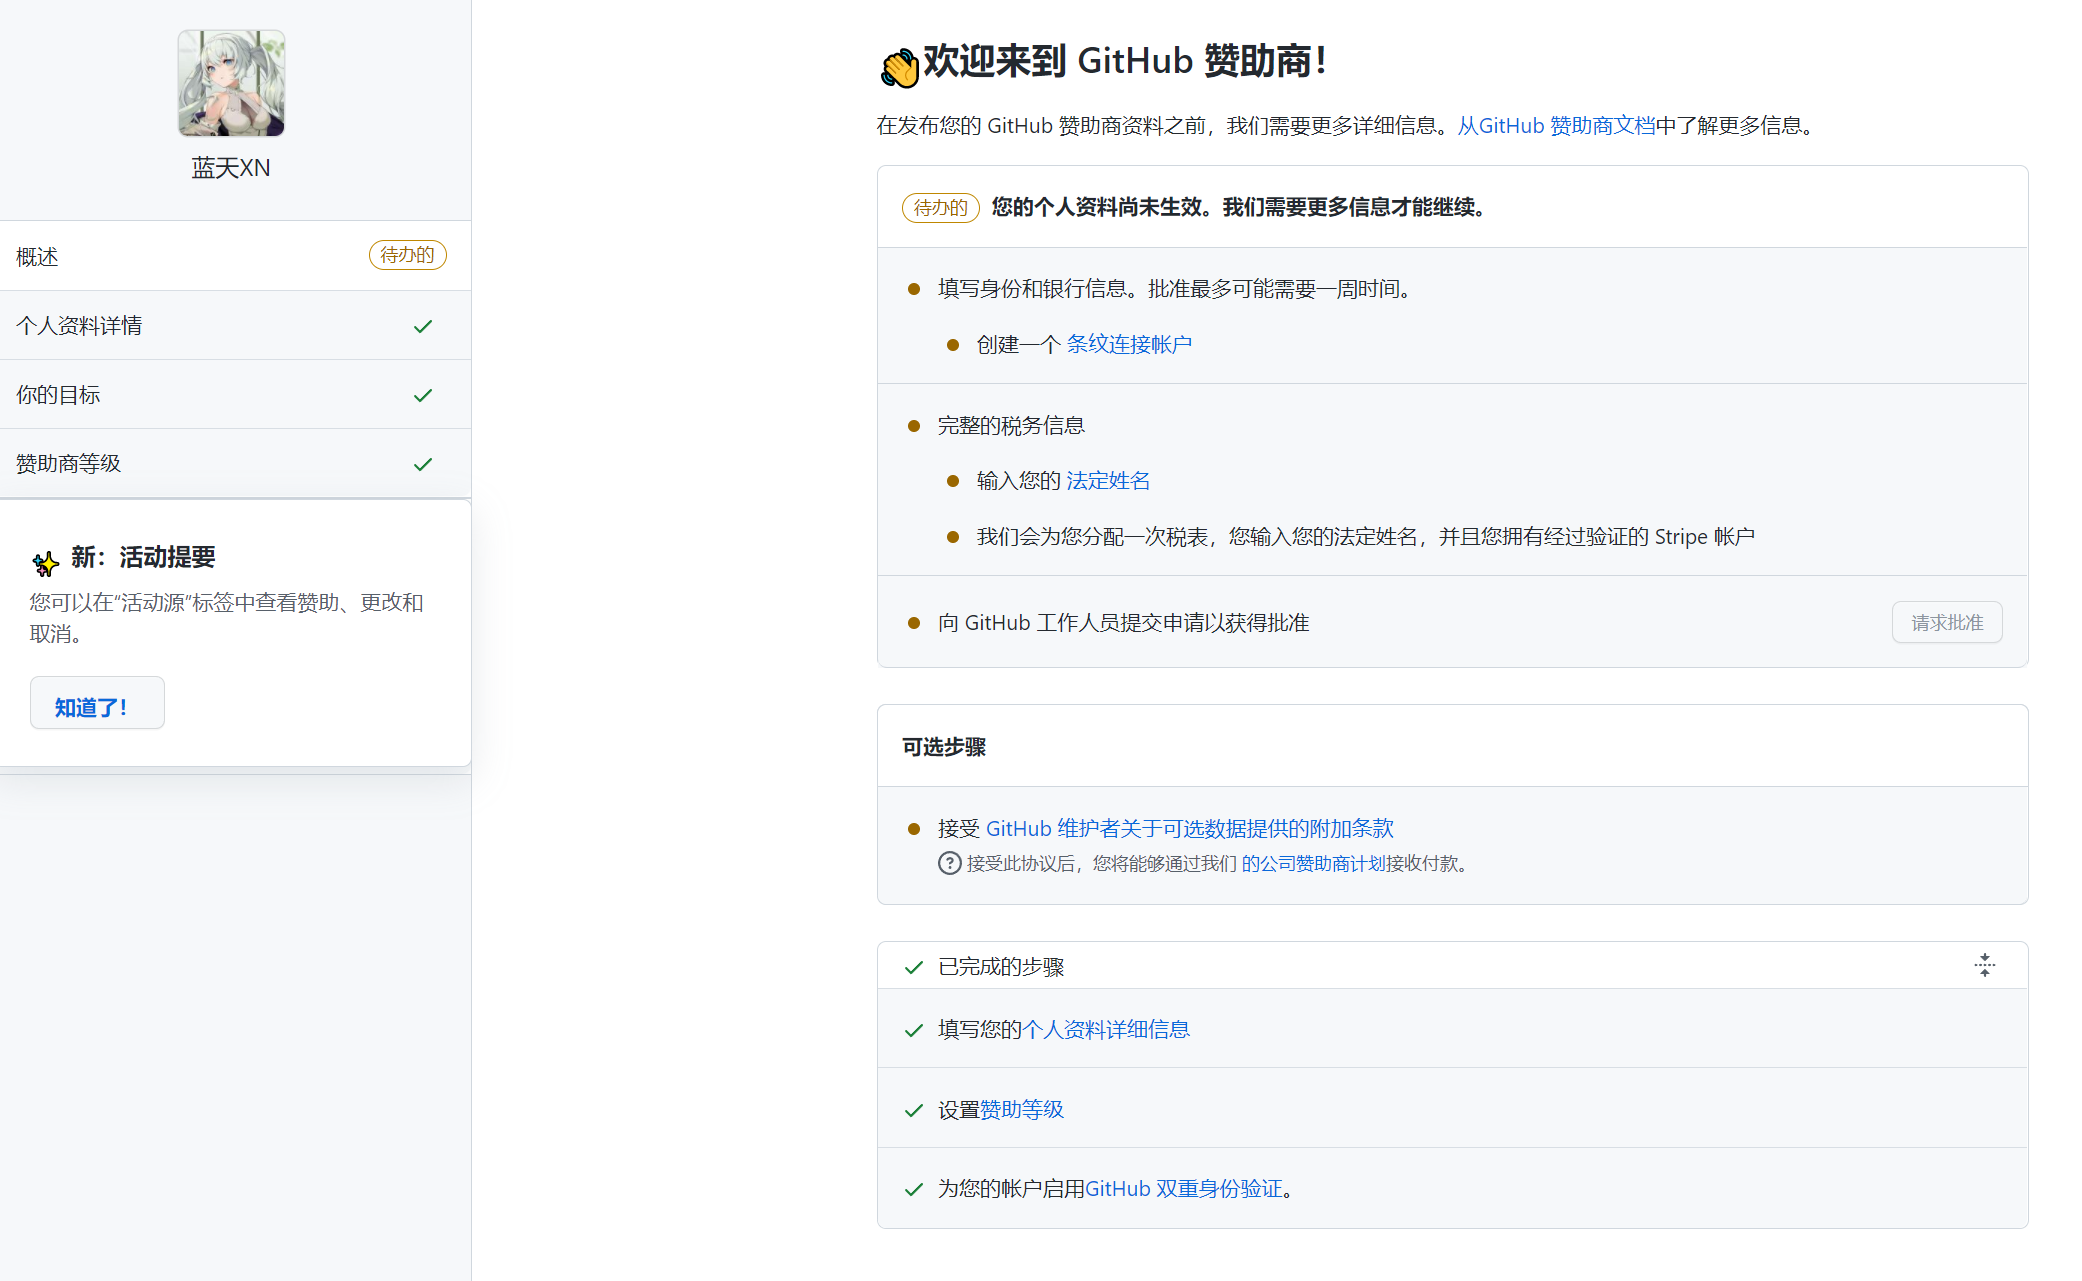 蓝天XN
概述
待办的
个人资料详情
你的目标
赞助商等级
新：活动提要
您可以在“活动源”标签中查看赞助、更改和
取消。
知道了！
欢迎来到 GitHub 赞助商！
在发布您的 GitHub 赞助商资料之前，我们需要更多详细信息。从GitHub 赞助商文档中了解更多信息。
待办的 您的个人资料尚未生效。我们需要更多信息才能继续。
填写身份和银行信息。批准最多可能需要一周时间。
创建一个 条纹连接帐户
完整的税务信息
输入您的 法定姓名
我们会为您分配一次税表，您输入您的法定姓名，并且您拥有经过验证的 Stripe 帐户
向 GitHub 工作人员提交申请以获得批准
请求批准
可选步骤
接受 GitHub 维护者关于可选数据提供的附加条款
接受此协议后，您将能够通过我们 的公司赞助商计划接收付款。
已完成的步骤
填写您的个人资料详细信息
设置赞助等级
为您的帐户启用GitHub 双重身份验证。